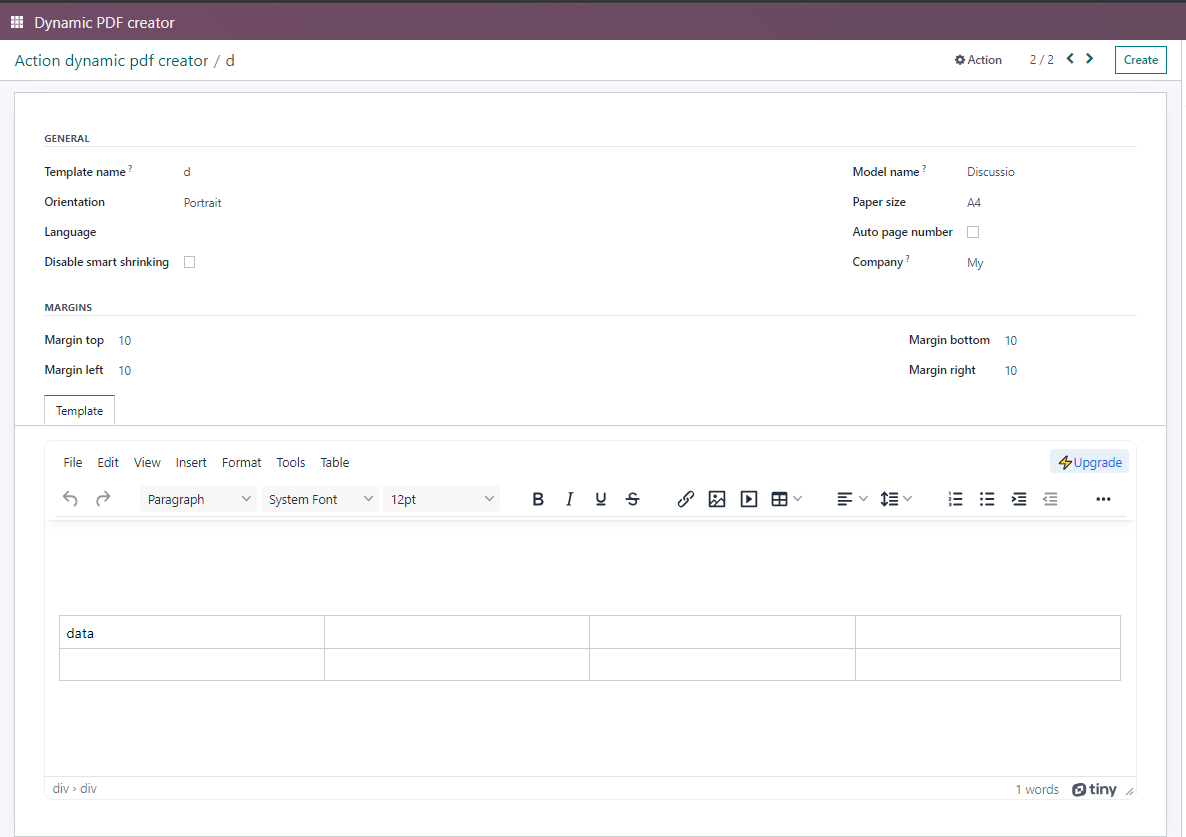 Dynamic PDF creator
Action dynamic pdf creator / d
Action
2 / 2
Create
GENERAL
Template name ? d
Model name ? Discussio
Orientation Portrait
Paper size A4
Language
Auto page number
Disable smart shrinking
Company ? My
MARGINS
Margin top 10
Margin bottom 10
Margin left 10
Margin right 10
Template
File Edit View Insert Format Tools Table
⚡Upgrade
Paragraph System Font 12pt B I U S
data
div › div
1 words tiny